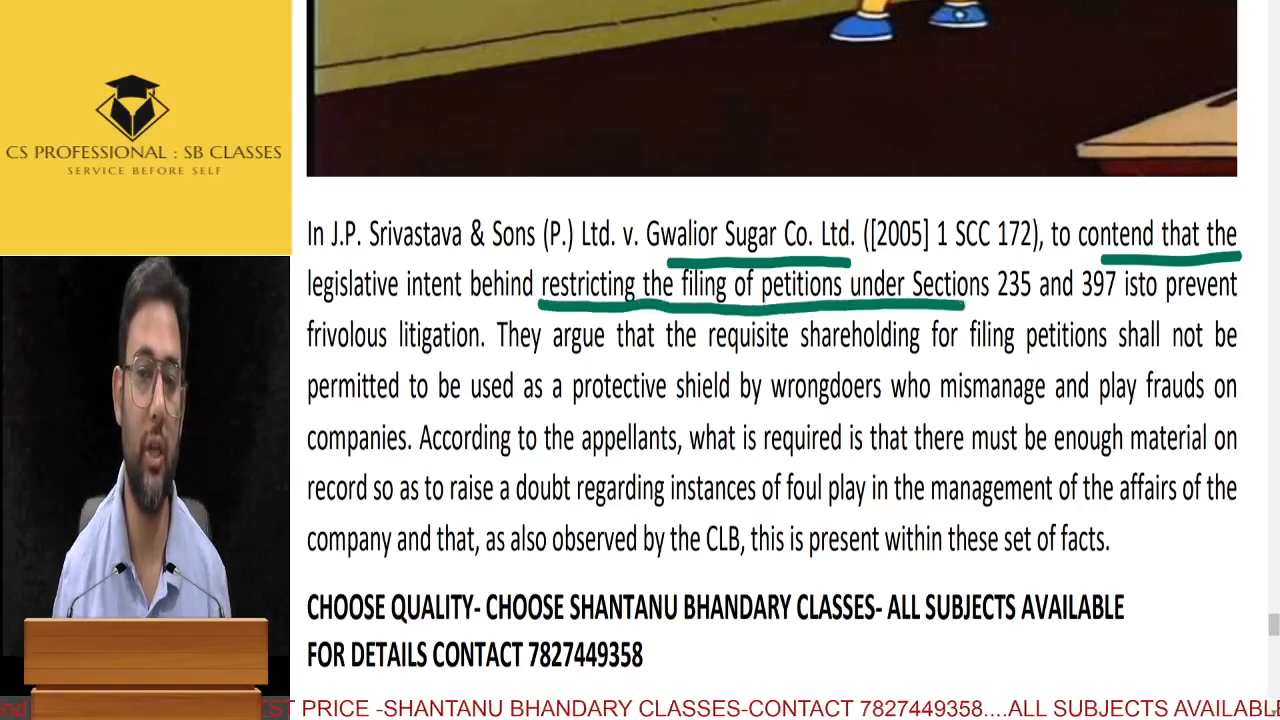 CS PROFESSIONAL : SB CLASSES
SERVICE BEFORE SELF
In J.P. Srivastava & Sons (P.) Ltd. v. Gwalior Sugar Co. Ltd. ([2005] 1 SCC 172), to contend that the
legislative intent behind restricting the filing of petitions under Sections 235 and 397 isto prevent
frivolous litigation. They argue that the requisite shareholding for filing petitions shall not be
permitted to be used as a protective shield by wrongdoers who mismanage and play frauds on
companies. According to the appellants, what is required is that there must be enough material on
record so as to raise a doubt regarding instances of foul play in the management of the affairs of the
company and that, as also observed by the CLB, this is present within these set of facts.
CHOOSE QUALITY- CHOOSE SHANTANU BHANDARY CLASSES- ALL SUBJECTS AVAILABLE
FOR DETAILS CONTACT 7827449358
PRICE -SHANTANU BHANDARY CLASSES-CONTACT 7827449358....ALL SUBJECTS